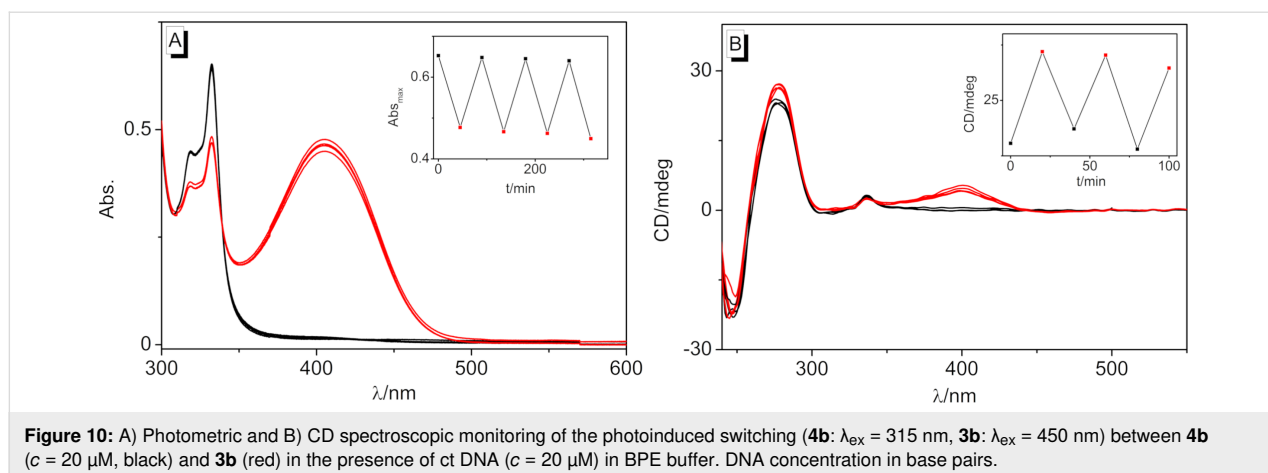 A
Abs.
0.5
0
300
400
500
600
λ/nm
Abs max
0.6
0.4
0
200
t/min
B
CD/mdeg
30
0
-30
300
400
500
λ/nm
CD/mdeg
25
0
50
100
t/min
Figure 10: A) Photometric and B) CD spectroscopic monitoring of the photoinduced switching (4b: λex = 315 nm, 3b: λex = 450 nm) between 4b
(c = 20 µM, black) and 3b (red) in the presence of ct DNA (c = 20 µM) in BPE buffer. DNA concentration in base pairs.